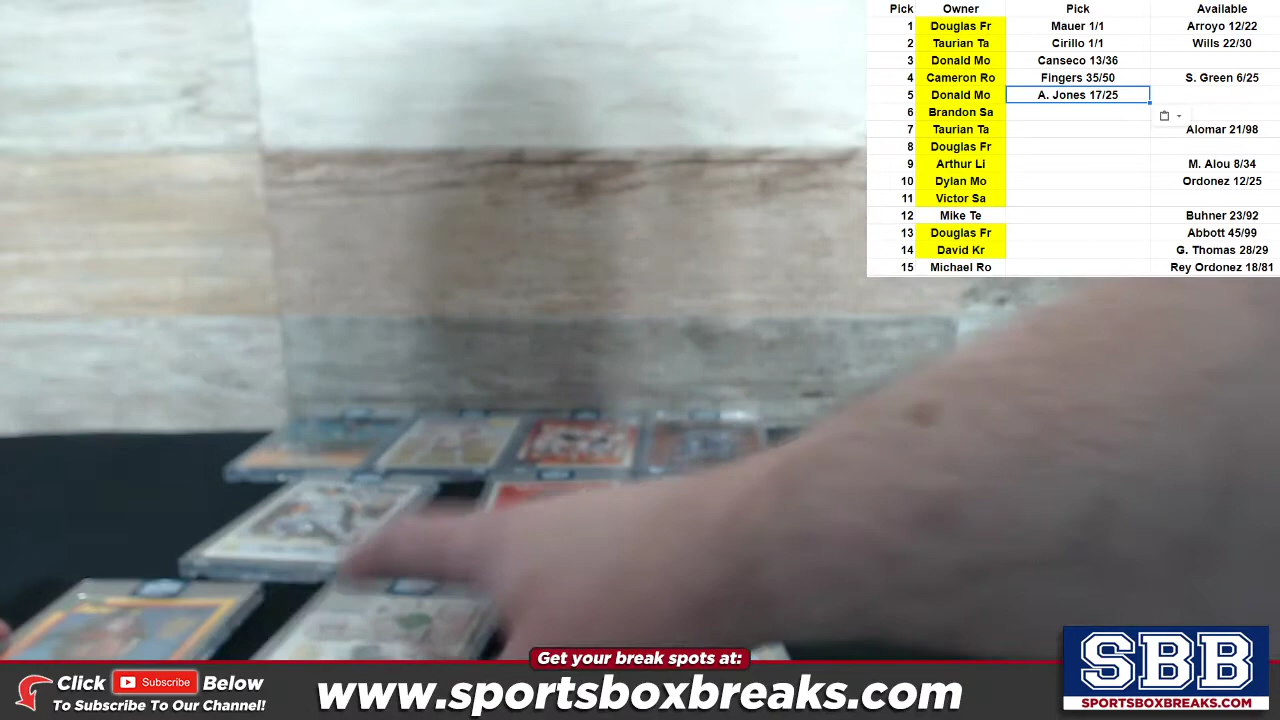 Pick Owner Pick Available
1 Douglas Fr Mauer 1/1 Arroyo 12/22
2 Taurian Ta Cirillo 1/1 Wills 22/30
3 Donald Mo Canseco 13/36
4 Cameron Ro Fingers 35/50 S. Green 6/25
5 Donald Mo A. Jones 17/25
6 Brandon Sa
7 Taurian Ta Alomar 21/98
8 Douglas Fr
9 Arthur Li M. Alou 8/34
10 Dylan Mo Ordonez 12/25
11 Victor Sa
12 Mike Te Buhner 23/92
13 Douglas Fr Abbott 45/99
14 David Kr G. Thomas 28/29
15 Michael Ro Rey Ordonez 18/81
Get your break spots at:
Click Subscribe Below
To Subscribe To Our Channel!
www.sportsboxbreaks.com
SBB
SPORTSBOXBREAKS.COM